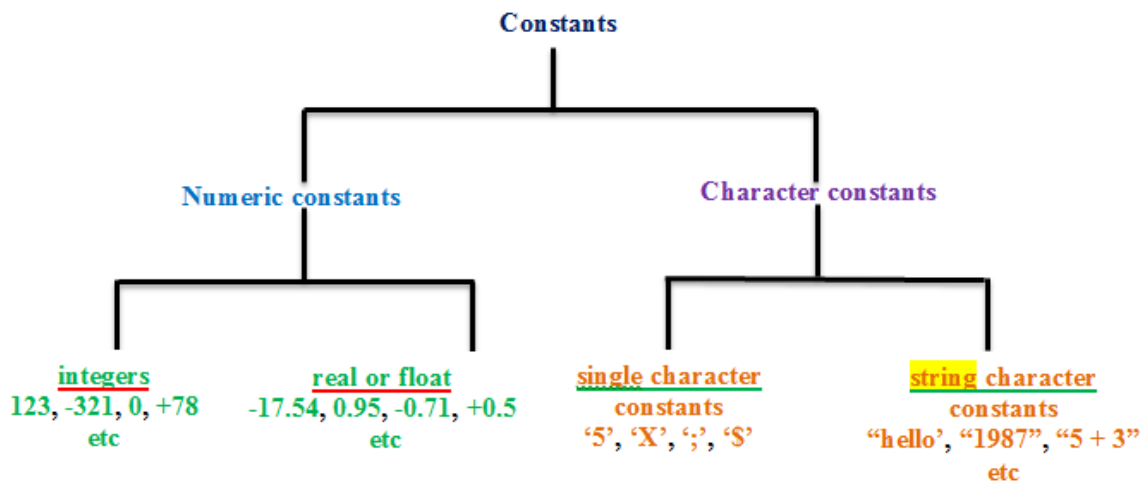 Constants
Numeric constants
Character constants
integers
123, -321, 0, +78
etc
real or float
-17.54, 0.95, -0.71, +0.5
etc
single character
constants
‘5’, ‘X’, ‘;’, ‘$’
string character
constants
“hello’, “1987”, “5 + 3”
etc